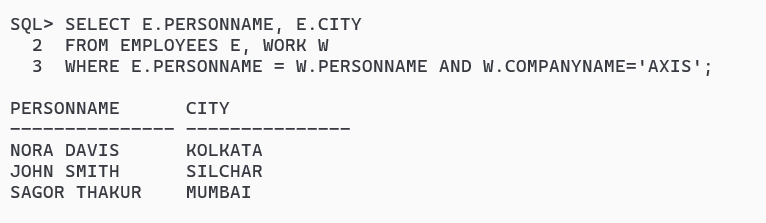 SQL> SELECT E.PERSONNAME, E.CITY
  2  FROM EMPLOYEES E, WORK W
  3  WHERE E.PERSONNAME = W.PERSONNAME AND W.COMPANYNAME='AXIS';

PERSONNAME      CITY
--------------- ---------------
NORA DAVIS      KOLKATA
JOHN SMITH      SILCHAR
SAGOR THAKUR    MUMBAI